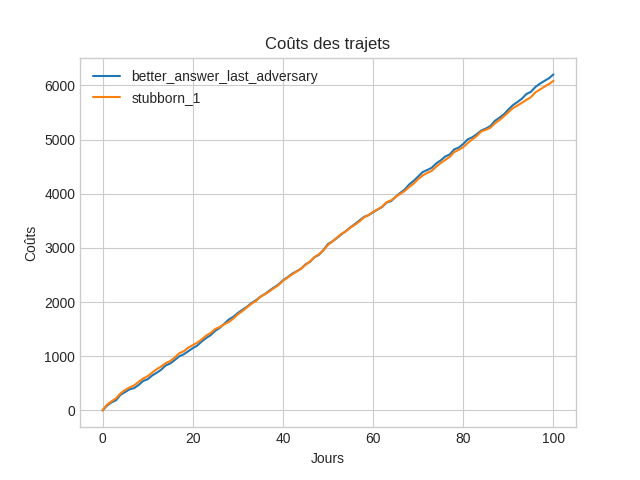 Coûts des trajets
better_answer_last_adversary
stubborn_1
6000
5000
4000
3000
2000
1000
0
Coûts
0 20 40 60 80 100
Jours